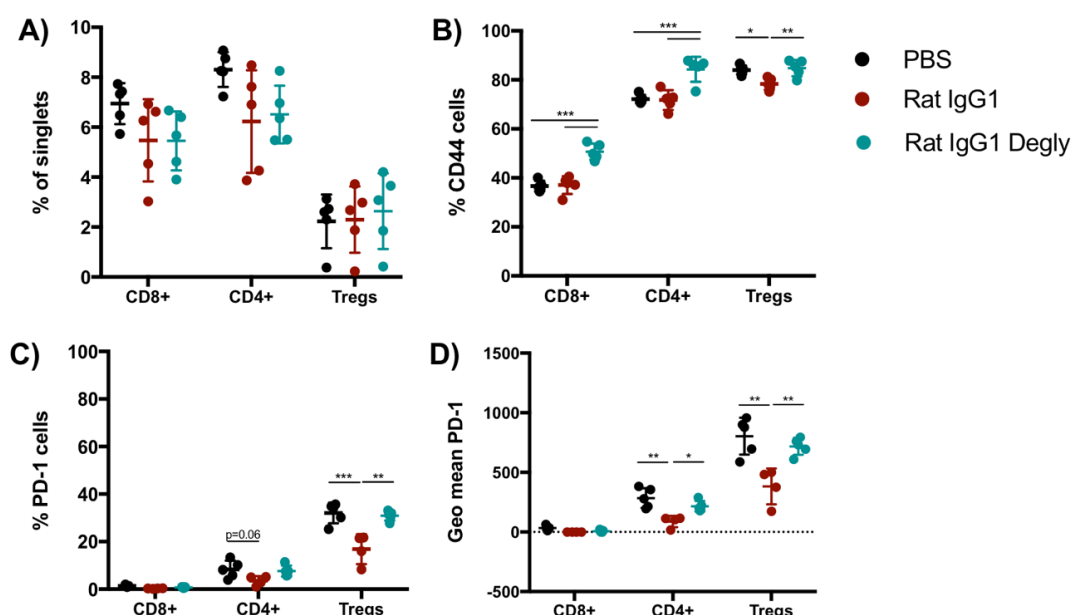 A)
% of singlets
10
8
6
4
2
0
CD8+ CD4+ Tregs
B)
% CD44 cells
100
80
60
40
20
0
*** *** * **
CD8+ CD4+ Tregs
PBS
Rat IgG1
Rat IgG1 Degly
C)
% PD-1 cells
100
80
60
40
20
0
p=0.06 *** **
CD8+ CD4+ Tregs
D)
Geo mean PD-1
1500
1000
500
0
-500
** * ** **
CD8+ CD4+ Tregs